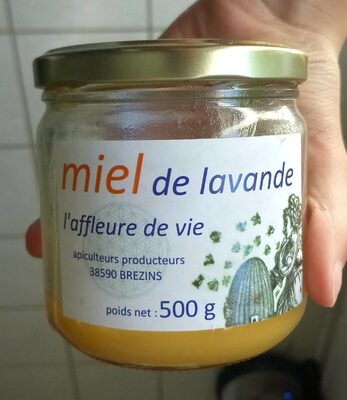 miel de lavande
l'affleure de vie
apiculteurs producteurs
38590 BREZINS
poids net : 500 g